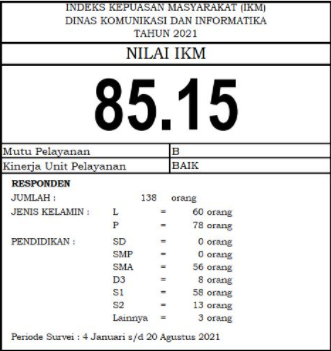 INDEKS KEPUASAN MASYARAKAT (IKM)
DINAS KOMUNIKASI DAN INFORMATIKA
TAHUN 2021
NILAI IKM
85.15
Mutu Pelayanan B
Kinerja Unit Pelayanan BAIK
RESPONDEN
JUMLAH : 138 orang
JENIS KELAMIN : L = 60 orang
P = 78 orang
PENDIDIKAN : SD = 0 orang
SMP = 0 orang
SMA = 56 orang
D3 = 8 orang
S1 = 58 orang
S2 = 13 orang
Lainnya = 3 orang
Periode Survei : 4 Januari s/d 20 Agustus 2021